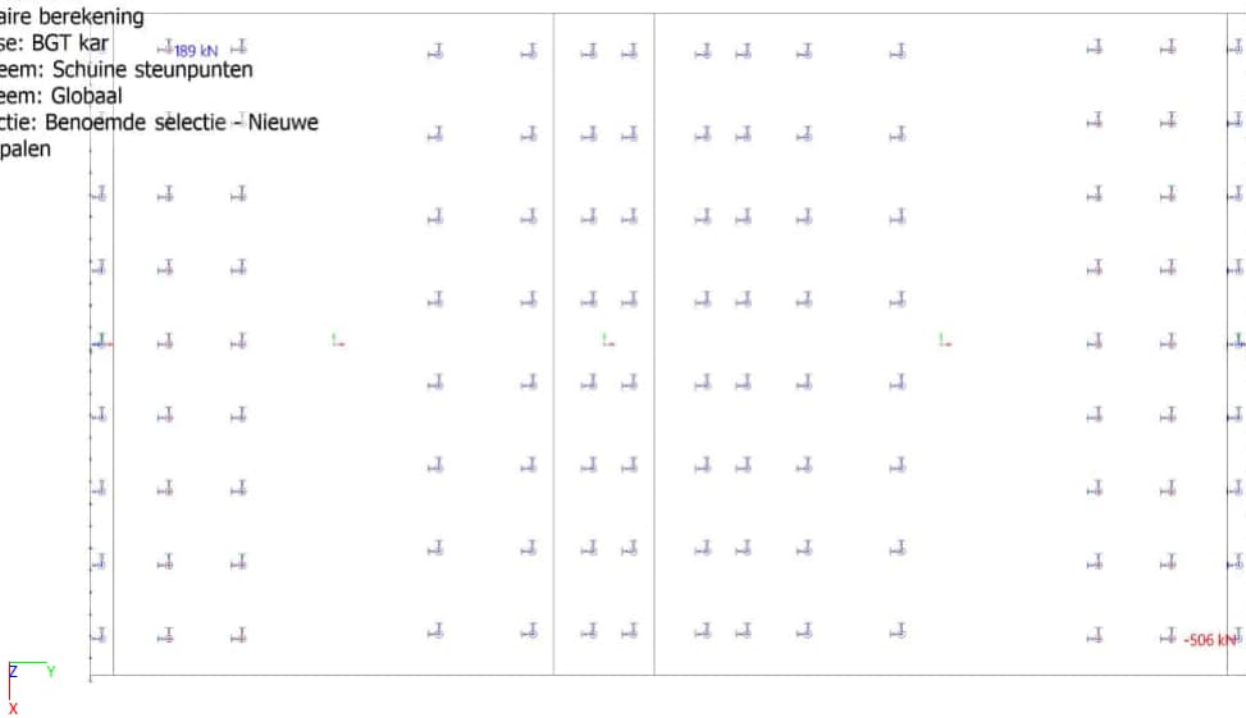 aire berekening
se: BGT kar
189 kN
eem: Schuine steunpunten
eem: Globaal
ctie: Benoemde selectie - Nieuwe
palen
-506 kN
Z Y
X